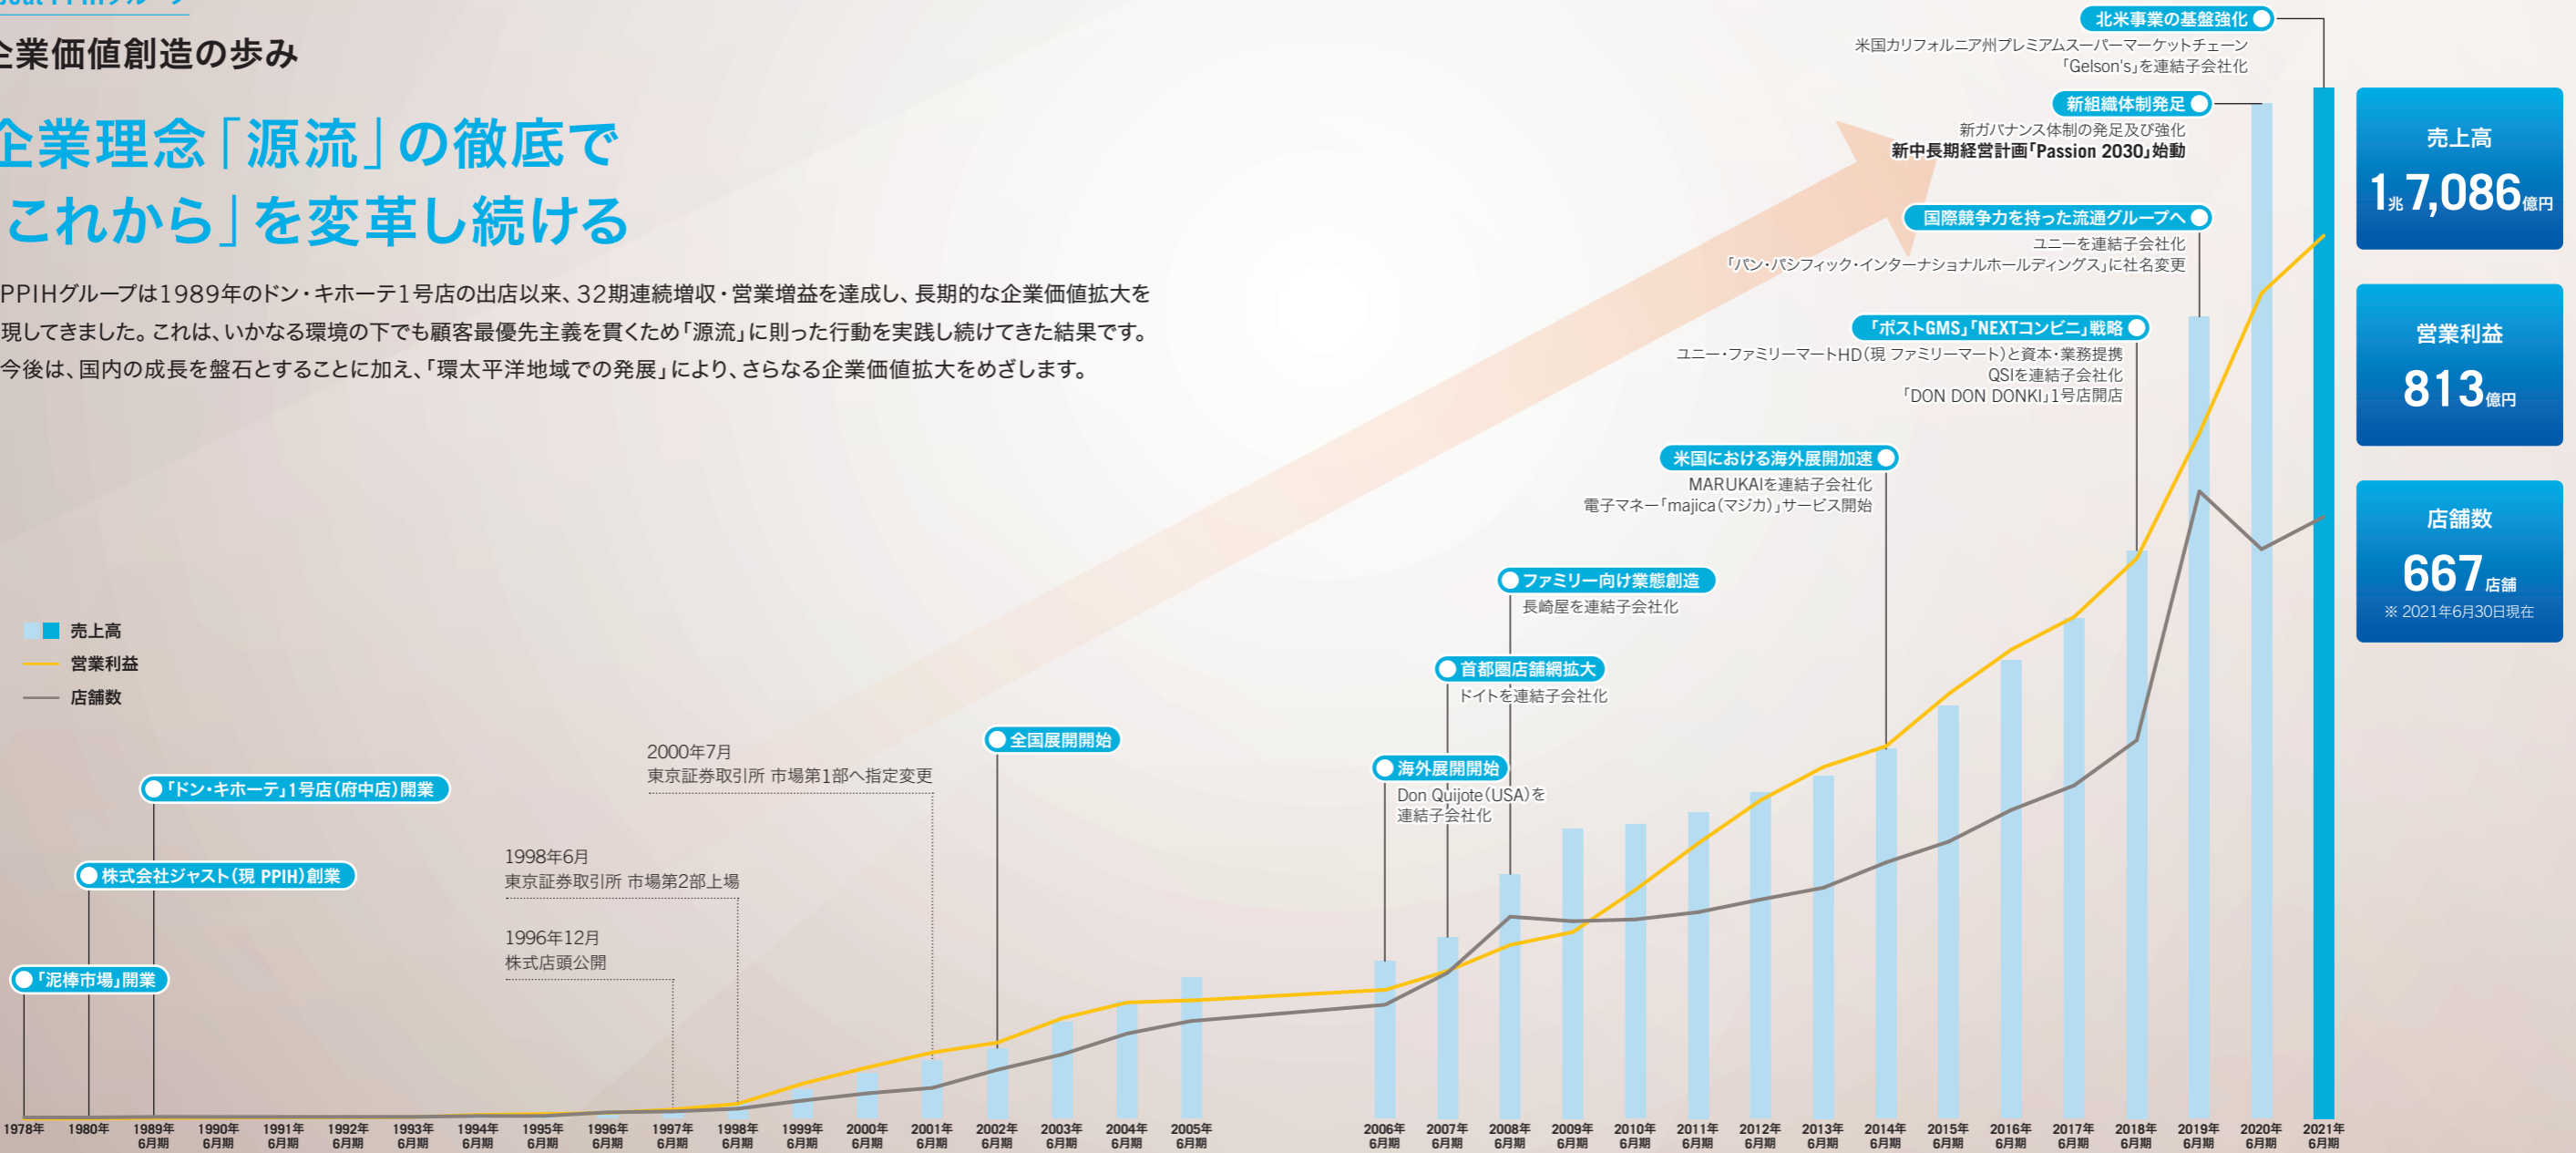 企業価値創造の歩み
企業理念「源流」の徹底で
これから」を変革し続ける
PPIHグループは1989年のドン・キホーテ1号店の出店以来、32期連続増収・営業増益を達成し、長期的な企業価値拡大を
現してきました。これは、いかなる環境の下でも顧客最優先主義を貫くため「源流」に則った行動を実践し続けてきた結果です。
今後は、国内の成長を盤石とすることに加え、「環太平洋地域での発展」により、さらなる企業価値拡大をめざします。
売上高
営業利益
店舗数
「泥棒市場」開業
株式会社ジャスト（現 PPIH）創業
「ドン・キホーテ」1号店（府中店）開業
1996年12月
株式店頭公開
1998年6月
東京証券取引所 市場第2部上場
2000年7月
東京証券取引所 市場第1部へ指定変更
全国展開開始
海外展開開始
Don Quijote（USA）を
連結子会社化
首都圏店舗網拡大
ドイトを連結子会社化
ファミリー向け業態創造
長崎屋を連結子会社化
米国における海外展開加速
MARUKAIを連結子会社化
電子マネー「majica（マジカ）」サービス開始
「ポストGMS」「NEXTコンビニ」戦略
ユニー・ファミリーマートHD（現 ファミリーマート）と資本・業務提携
QSIを連結子会社化
「DON DON DONKI」1号店開店
国際競争力を持った流通グループへ
ユニーを連結子会社化
「パン・パシフィック・インターナショナルホールディングス」に社名変更
新組織体制発足
新ガバナンス体制の発足及び強化
新中長期経営計画「Passion 2030」始動
北米事業の基盤強化
米国カリフォルニア州プレミアムスーパーマーケットチェーン
「Gelson's」を連結子会社化
売上高
1兆7,086億円
営業利益
813億円
店舗数
667店舗
※ 2021年6月30日現在
1978年
1980年
1989年
6月期
1990年
6月期
1991年
6月期
1992年
6月期
1993年
6月期
1994年
6月期
1995年
6月期
1996年
6月期
1997年
6月期
1998年
6月期
1999年
6月期
2000年
6月期
2001年
6月期
2002年
6月期
2003年
6月期
2004年
6月期
2005年
6月期
2006年
6月期
2007年
6月期
2008年
6月期
2009年
6月期
2010年
6月期
2011年
6月期
2012年
6月期
2013年
6月期
2014年
6月期
2015年
6月期
2016年
6月期
2017年
6月期
2018年
6月期
2019年
6月期
2020年
6月期
2021年
6月期